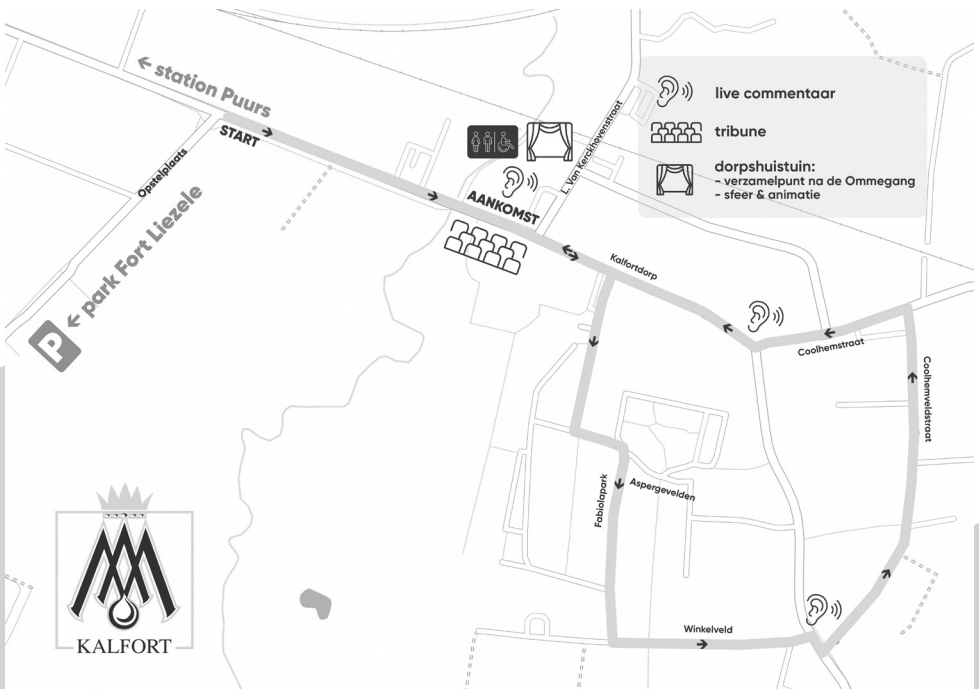 ← station Puurs
START
Opstelplaats
← park Fort Liezele
P
AANKOMST
L. Van Kerckhovenstraat
live commentaar
tribune
dorpshuistuin:
- verzamelpunt na de Ommegang
- sfeer & animatie
Kalfortdorp
Coolhemstraat
Coolhemveldstraat
Fabiolapark
Aspergevelden
Winkelveld
KALFORT